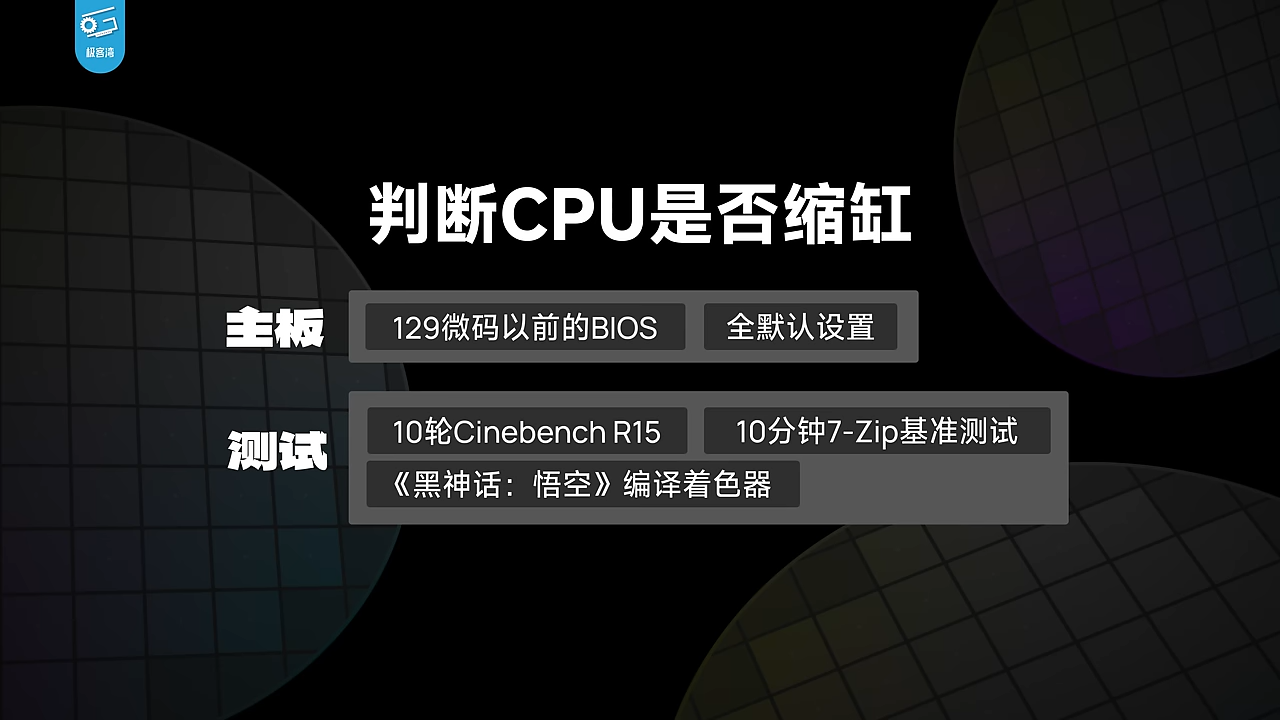 极客湾
判断CPU是否缩缸
主板
129微码以前的BIOS 全默认设置
测试
10轮Cinebench R15 10分钟7-Zip基准测试
《黑神话：悟空》编译着色器